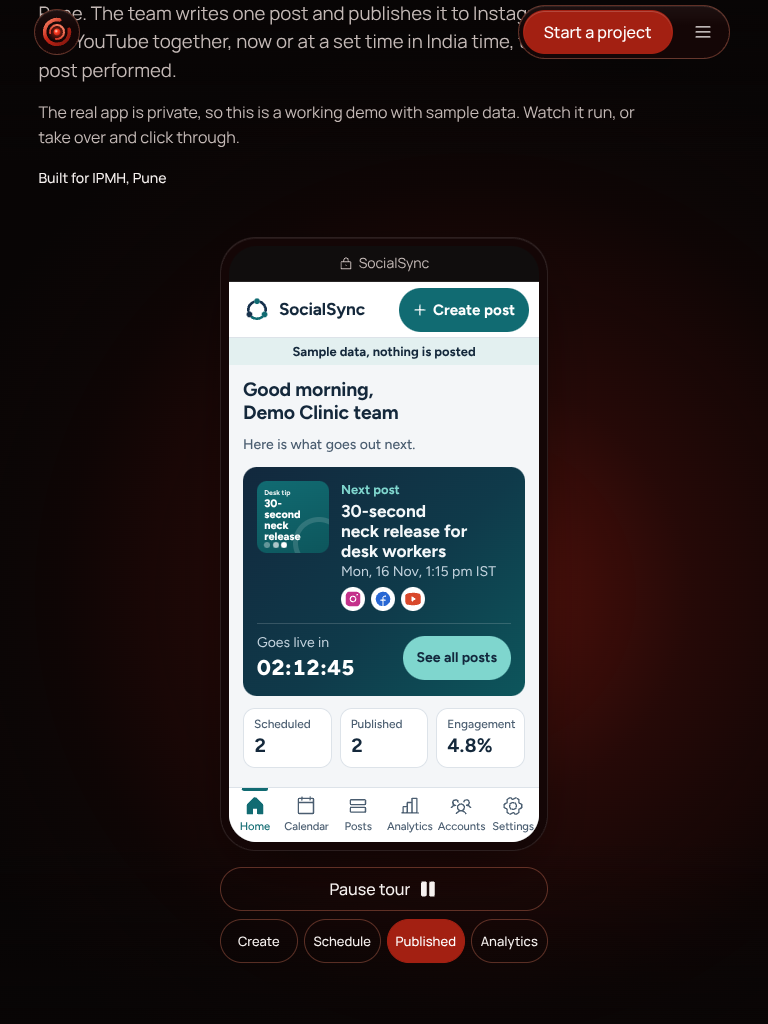 The team writes one post and publishes it to
Start a project
YouTube together, now or at a set time in India time,
post performed.
The real app is private, so this is a working demo with sample data. Watch it run, or
take over and click through.
Built for IPMH, Pune
SocialSync
SocialSync
Create post
Sample data, nothing is posted
Good morning,
Demo Clinic team
Here is what goes out next.
Desk tip
30-
second
neck
release
Next post
30-second
neck release for
desk workers
Mon, 16 Nov, 1:15 pm IST
Goes live in
02:12:45
See all posts
Scheduled
2
Published
2
Engagement
4.8%
Home
Calendar
Posts
Analytics
Accounts
Settings
Pause tour
Create
Schedule
Published
Analytics